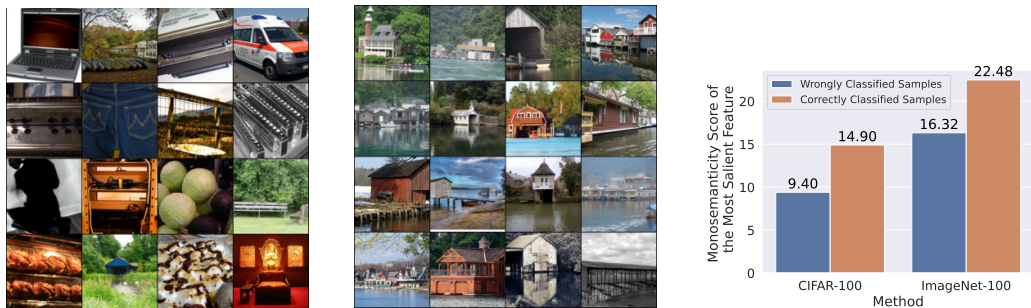 Monosemanticity Score of
the Most Salient Feature
Wrongly Classified Samples
Correctly Classified Samples
22.48
20
16.32
15
14.90
10
9.40
5
0
CIFAR-100
ImageNet-100
Method